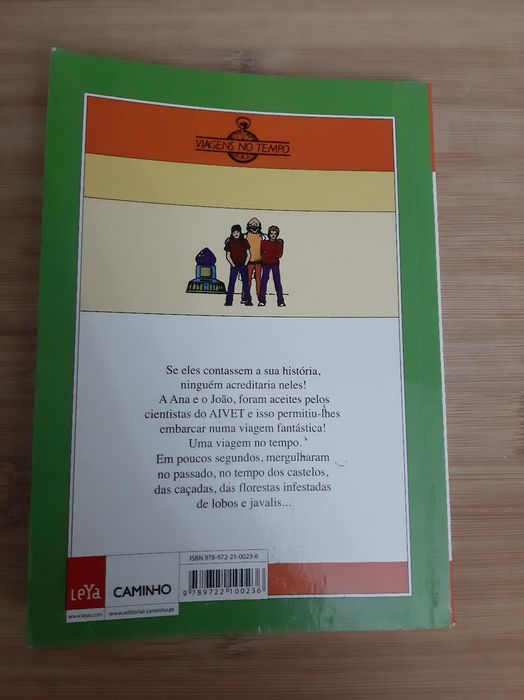 VIAGENS NO TEMPO
Se eles contassem a sua história,
ninguém acreditaria neles!
A Ana e o João, foram aceites pelos
cientistas do AIVET e isso permitiu-lhes
embarcar numa viagem fantástica!
Uma viagem no tempo.
Em poucos segundos, mergulharam
no passado, no tempo dos castelos,
das caçadas, das florestas infestadas
de lobos e javalis...
ISBN 978-972-21-0023-6
9 789722 100236
LEYA
CAMINHO
www.leya.com
www.editorial-caminho.pt